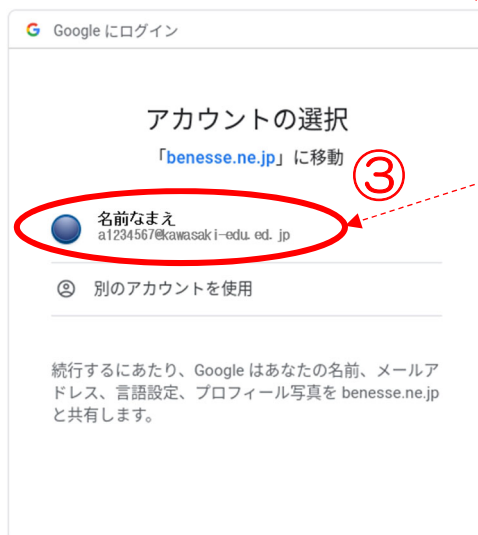 Google にログイン
アカウントの選択
「benesse.ne.jp」に移動
③
名前なまえ
a1234567@kawasaki-edu.ed.jp
別のアカウントを使用
続行するにあたり、Google はあなたの名前、メールア
ドレス、言語設定、プロフィール写真を benesse.ne.jp
と共有します。